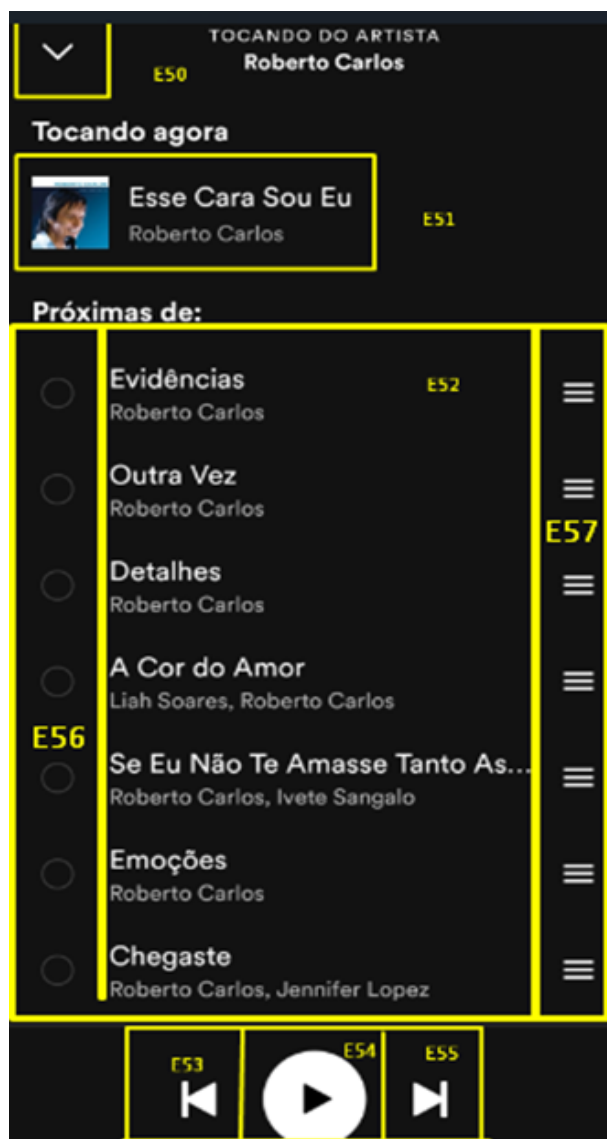 TOCANDO DO ARTISTA
E50
Roberto Carlos
Tocando agora
Esse Cara Sou Eu
Roberto Carlos
E51
Próximas de:
Evidências
E52
Roberto Carlos
Outra Vez
Roberto Carlos
E57
Detalhes
Roberto Carlos
A Cor do Amor
Liah Soares, Roberto Carlos
E56
Se Eu Não Te Amasse Tanto As...
Roberto Carlos, Ivete Sangalo
Emoções
Roberto Carlos
Chegaste
Roberto Carlos, Jennifer Lopez
E53
E54
E55